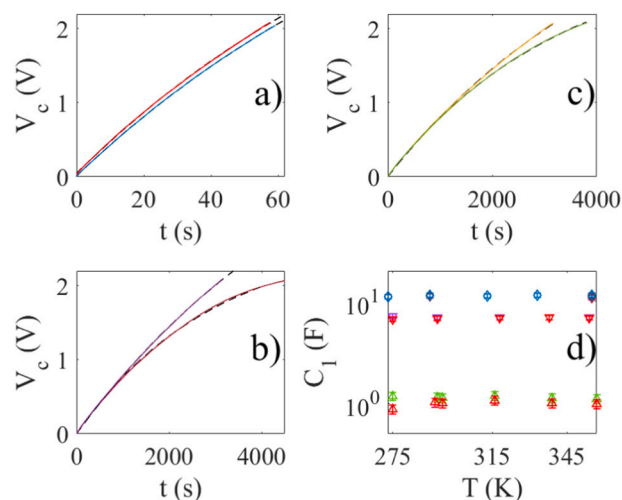 2
1
0
V_c (V)
0
20
40
60
t (s)
a)
2
1
0
V_c (V)
0
2000
4000
t (s)
c)
2
1
0
V_c (V)
0
2000
4000
t (s)
b)
10^1
10^0
C_1 (F)
275
315
345
T (K)
d)